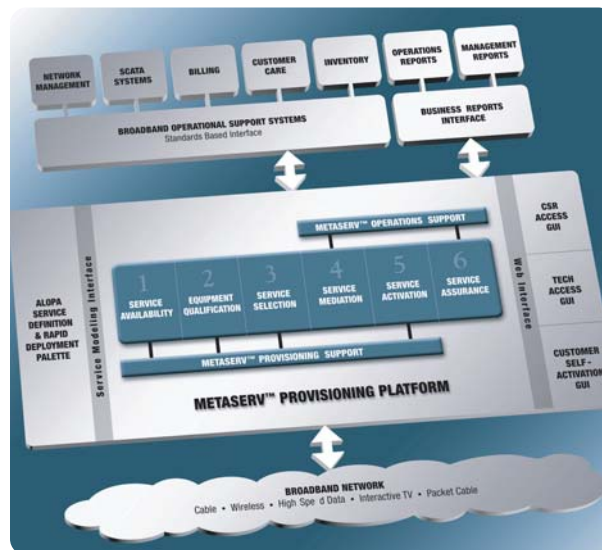 NETWORK
MANAGEMENT
SCATA
SYSTEMS
BILLING
CUSTOMER
CARE
INVENTORY
OPERATIONS
REPORTS
MANAGEMENT
REPORTS
BROADBAND OPERATIONAL SUPPORT SYSTEMS
Standards Based Interface
BUSINESS REPORTS
INTERFACE
ALOPA
SERVICE
DEFINITION
& RAPID
DEPLOYMENT
PALETTE
Service Modeling Interface
METASERV™ OPERATIONS SUPPORT
1
SERVICE
AVAILABILITY
2
EQUIPMENT
QUALIFICATION
3
SERVICE
SELECTION
4
SERVICE
MEDIATION
5
SERVICE
ACTIVATION
6
SERVICE
ASSURANCE
METASERV™ PROVISIONING SUPPORT
METASERV™ PROVISIONING PLATFORM
Web Interface
CSR
ACCESS
GUI
TECH
ACCESS
GUI
CUSTOMER
SELF -
ACTIVATION
GUI
BROADBAND NETWORK
Cable • Wireless • High Spe d Data • Interactive TV • Packet Cable